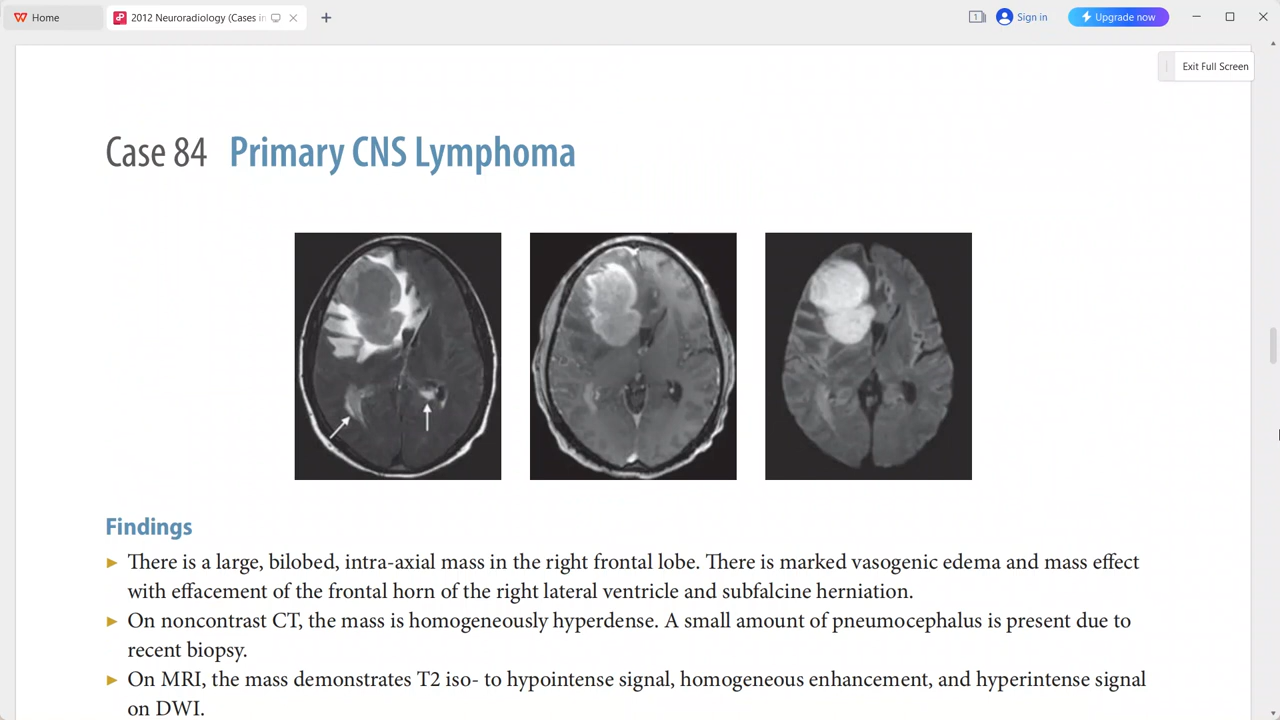 Home
2012 Neuroradiology (Cases in
1
Sign in
Upgrade now
Exit Full Screen
Case 84 Primary CNS Lymphoma
Findings
► There is a large, bilobed, intra-axial mass in the right frontal lobe. There is marked vasogenic edema and mass effect
with effacement of the frontal horn of the right lateral ventricle and subfalcine herniation.
► On noncontrast CT, the mass is homogeneously hyperdense. A small amount of pneumocephalus is present due to
recent biopsy.
► On MRI, the mass demonstrates T2 iso- to hypointense signal, homogeneous enhancement, and hyperintense signal
on DWI.